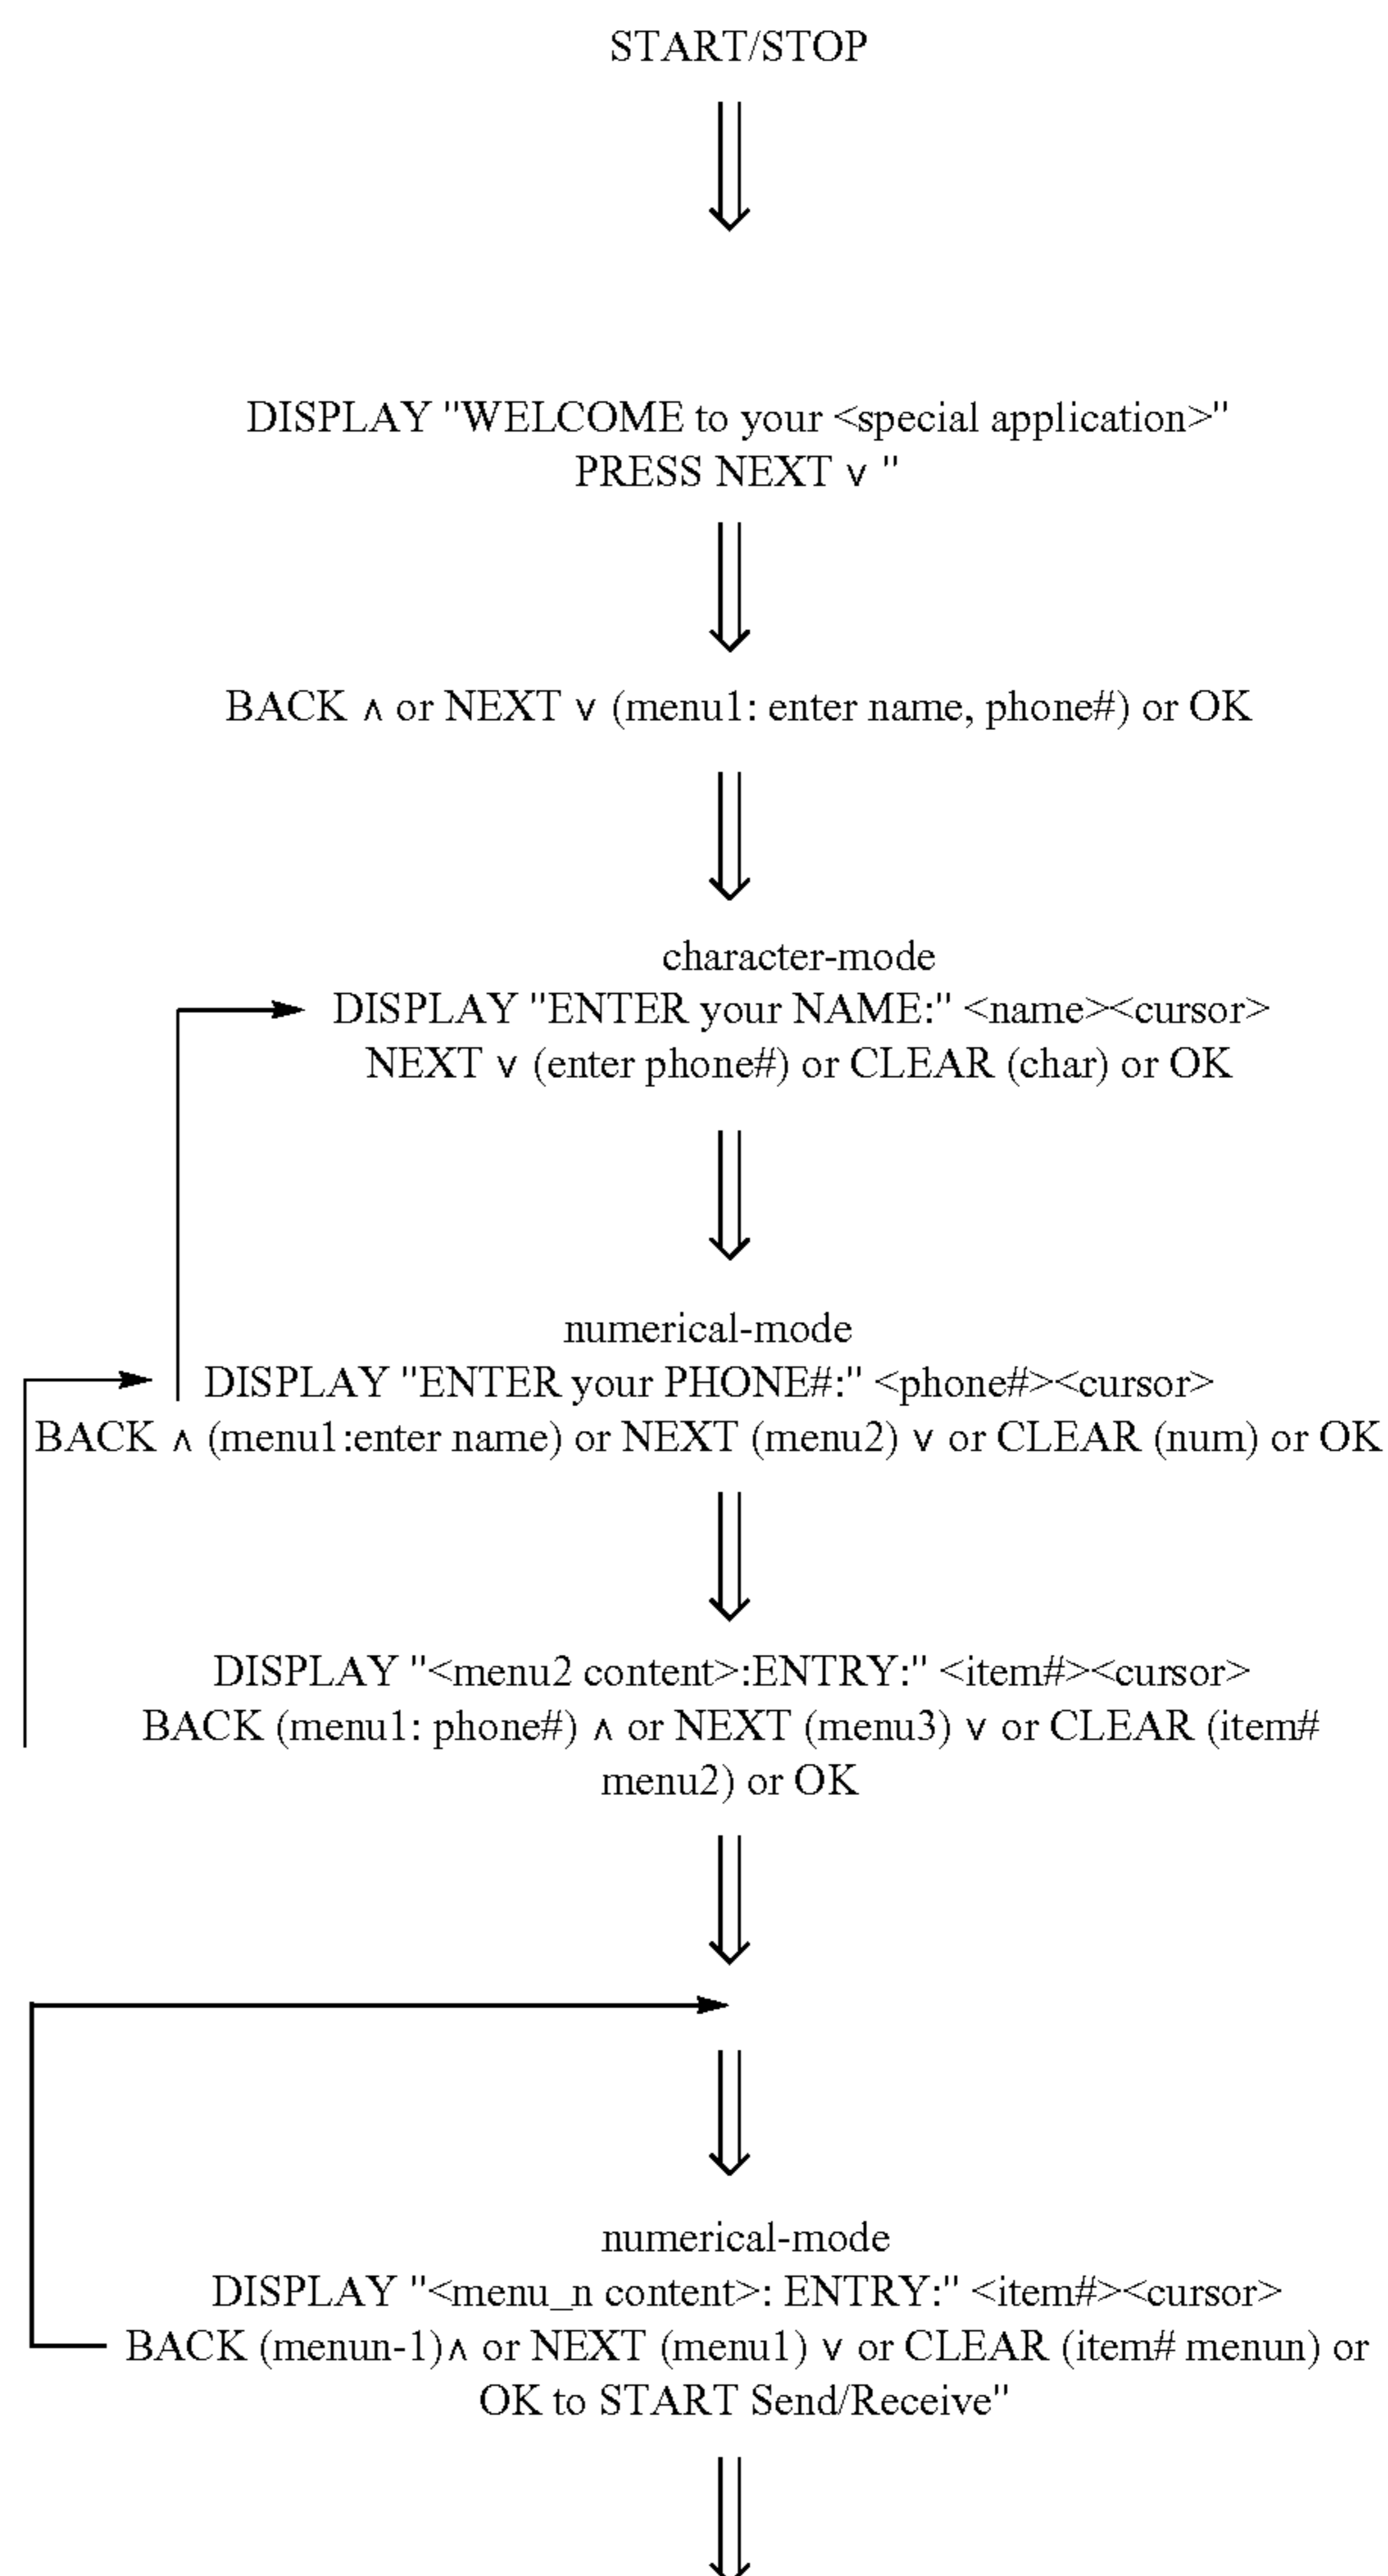 START/STOP
DISPLAY "WELCOME to your <special application>"
PRESS NEXT ∨ "
BACK ∧ or NEXT ∨ (menu1: enter name, phone#) or OK
character-mode
DISPLAY "ENTER your NAME:" <name><cursor>
NEXT ∨ (enter phone#) or CLEAR (char) or OK
numerical-mode
DISPLAY "ENTER your PHONE#:" <phone#><cursor>
BACK ∧ (menu1:enter name) or NEXT (menu2) ∨ or CLEAR (num) or OK
DISPLAY "<menu2 content>:ENTRY:" <item#><cursor>
BACK (menu1: phone#) ∧ or NEXT (menu3) ∨ or CLEAR (item#
menu2) or OK
numerical-mode
DISPLAY "<menu_n content>: ENTRY:" <item#><cursor>
BACK (menun-1)∧ or NEXT (menu1) ∨ or CLEAR (item# menun) or
OK to START Send/Receive"